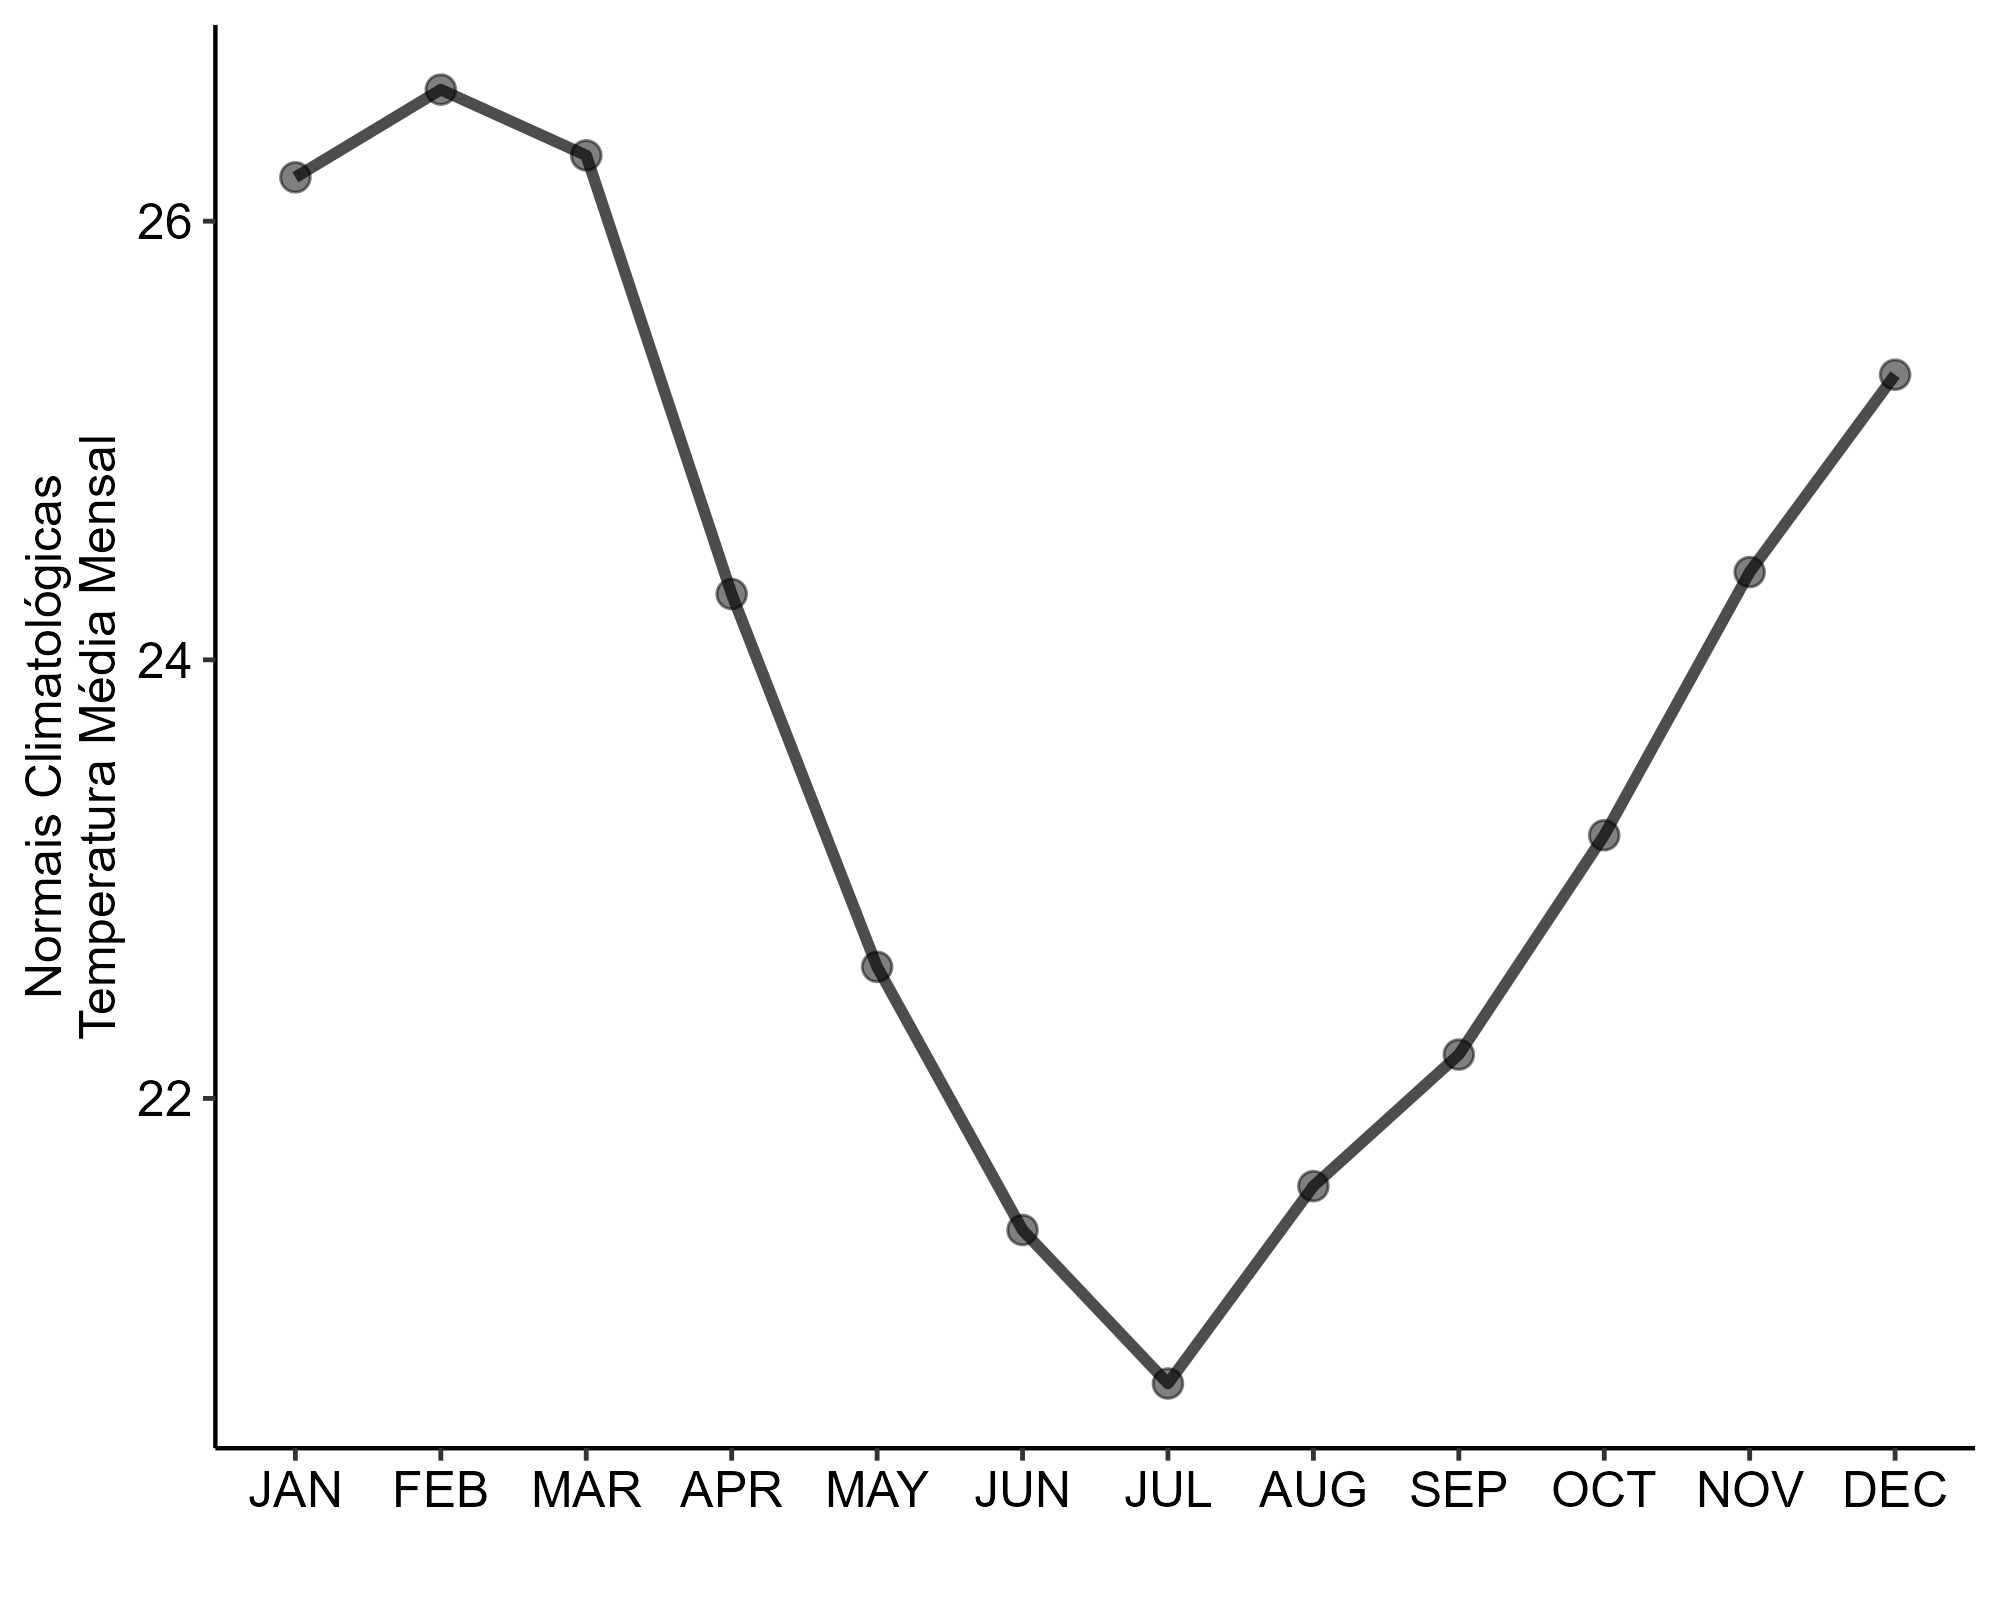 Normais Climatológicas
Temperatura Média Mensal
26
24
22
JAN FEB MAR APR MAY JUN JUL AUG SEP OCT NOV DEC